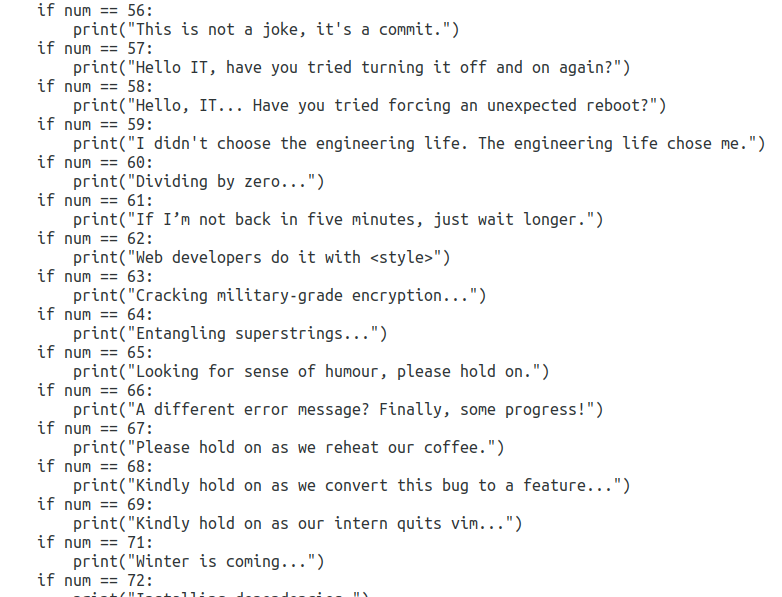 if num == 56:
print("This is not a joke, it's a commit.")
if num == 57:
print("Hello IT, have you tried turning it off and on again?")
if num == 58:
print("Hello, IT... Have you tried forcing an unexpected reboot?")
if num == 59:
print("I didn't choose the engineering life. The engineering life chose me.")
if num == 60:
print("Dividing by zero...")
if num == 61:
print("If I’m not back in five minutes, just wait longer.")
if num == 62:
print("Web developers do it with <style>")
if num == 63:
print("Cracking military-grade encryption...")
if num == 64:
print("Entangling superstrings...")
if num == 65:
print("Looking for sense of humour, please hold on.")
if num == 66:
print("A different error message? Finally, some progress!")
if num == 67:
print("Please hold on as we reheat our coffee.")
if num == 68:
print("Kindly hold on as we convert this bug to a feature...")
if num == 69:
print("Kindly hold on as our intern quits vim...")
if num == 71:
print("Winter is coming...")
if num == 72:
print("Installing dependencies.")